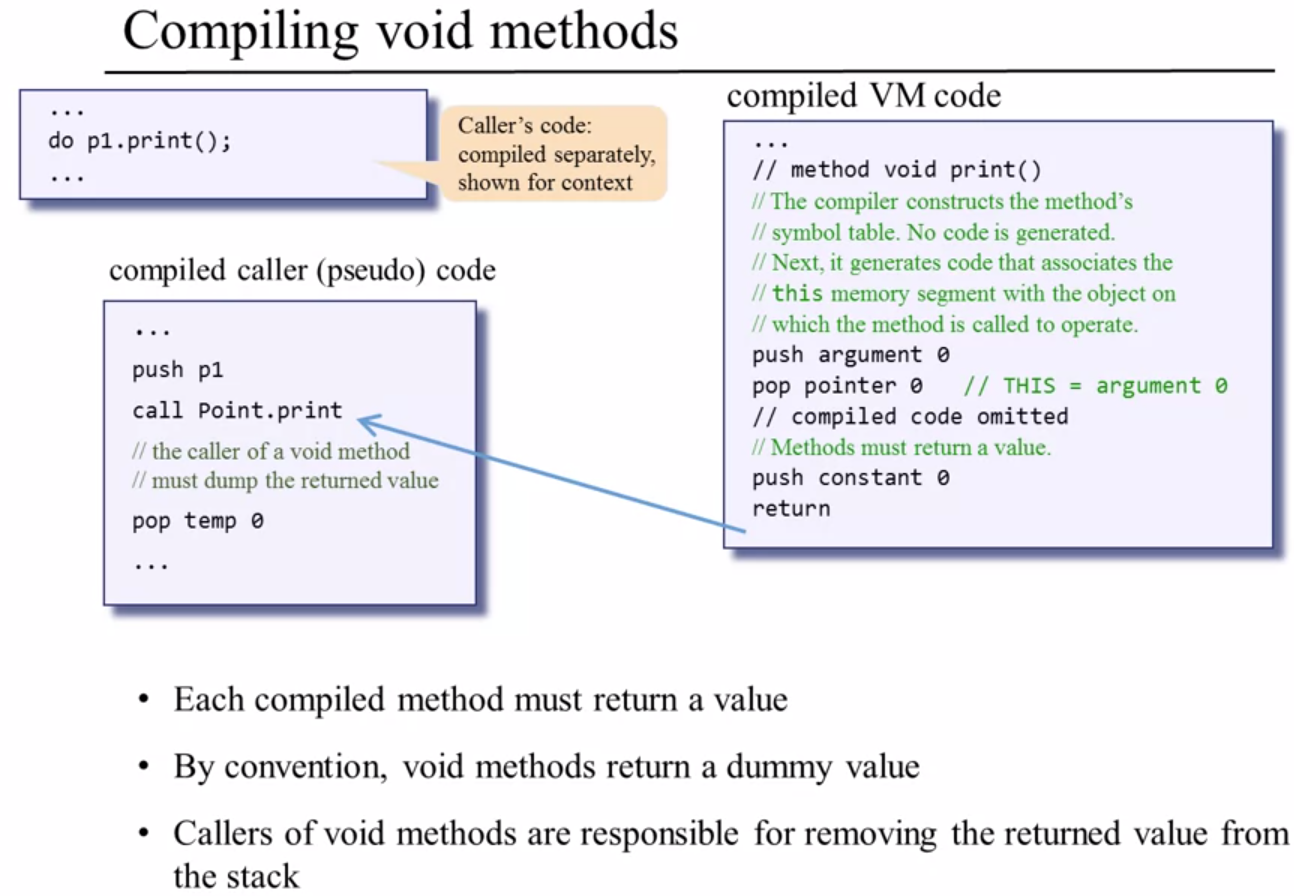 Compiling void methods
...
do p1.print();
...
Caller's code:
compiled separately,
shown for context
compiled caller (pseudo) code
...
push p1
call Point.print
// the caller of a void method
// must dump the returned value
pop temp 0
...
compiled VM code
...
// method void print()
// The compiler constructs the method's
// symbol table. No code is generated.
// Next, it generates code that associates the
// this memory segment with the object on
// which the method is called to operate.
push argument 0
pop pointer 0 // THIS = argument 0
// compiled code omitted
// Methods must return a value.
push constant 0
return
• Each compiled method must return a value
• By convention, void methods return a dummy value
• Callers of void methods are responsible for removing the returned value from
the stack